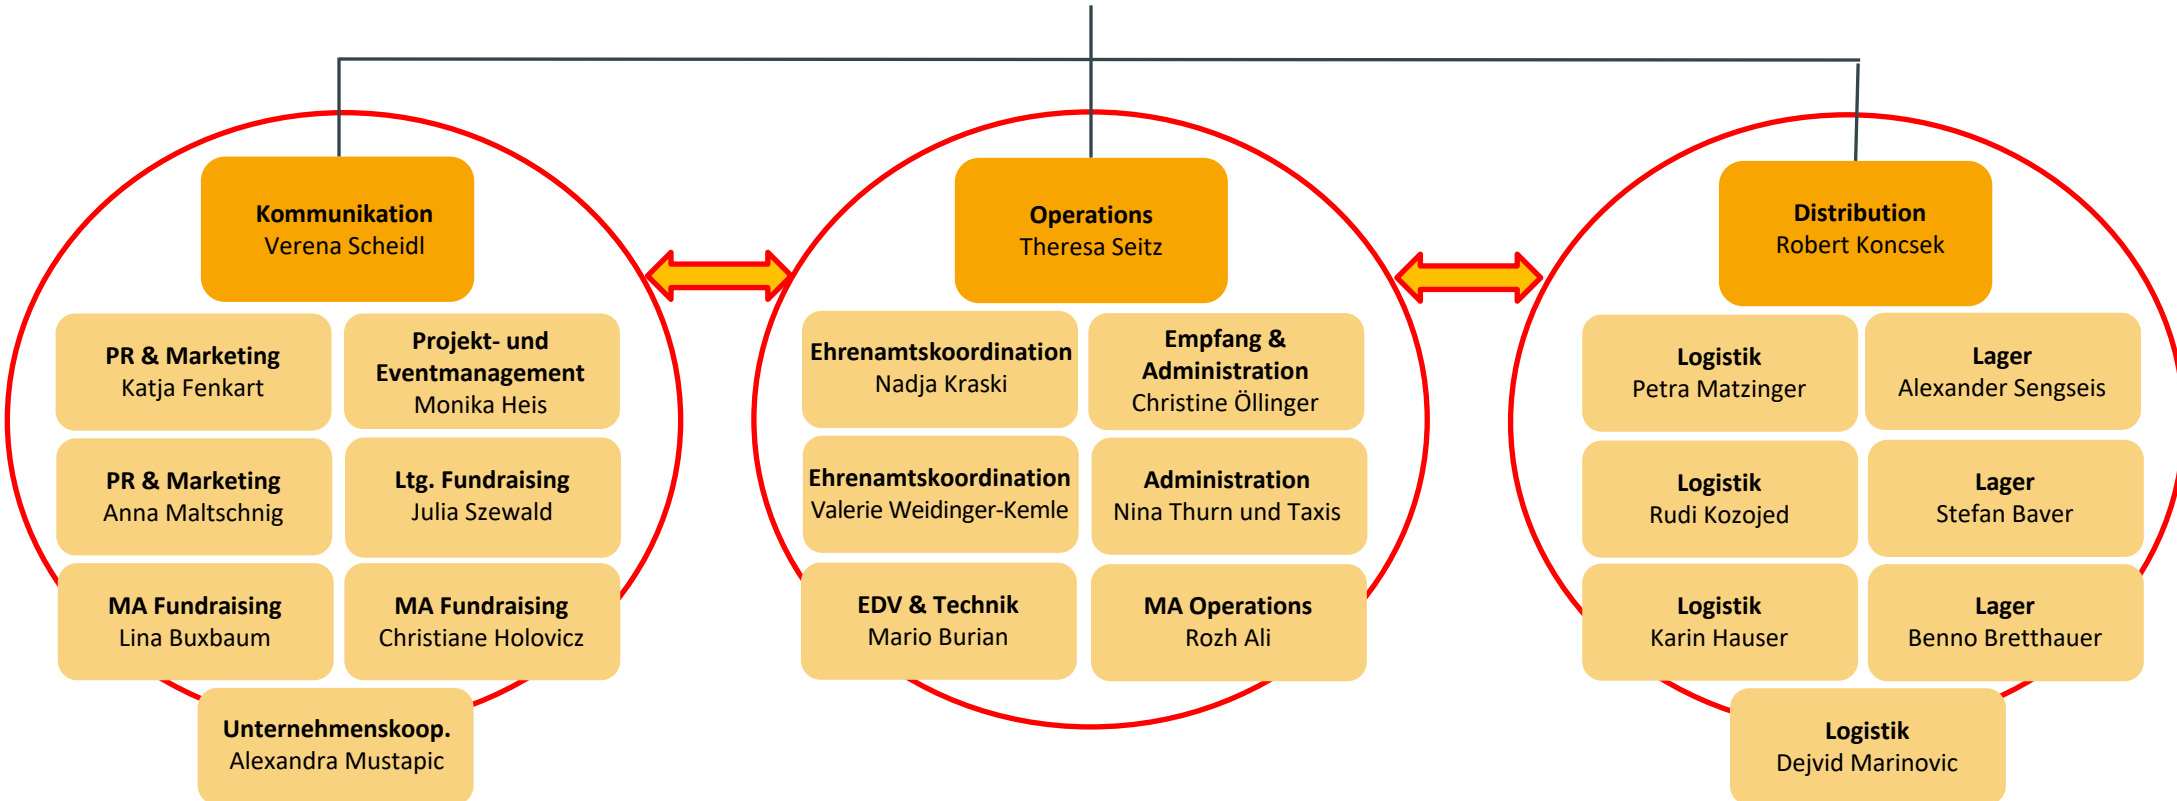 Kommunikation
Verena Scheidl
PR & Marketing
Katja Fenkart
Projekt- und
Eventmanagement
Monika Heis
PR & Marketing
Anna Maltschnig
Ltg. Fundraising
Julia Szewald
MA Fundraising
Lina Buxbaum
MA Fundraising
Christiane Holovicz
Unternehmenskoop.
Alexandra Mustapic
Operations
Theresa Seitz
Ehrenamtskoordination
Nadja Kraski
Empfang &
Administration
Christine Öllinger
Ehrenamtskoordination
Valerie Weidinger-Kemle
Administration
Nina Thurn und Taxis
EDV & Technik
Mario Burian
MA Operations
Rozh Ali
Distribution
Robert Koncsek
Logistik
Petra Matzinger
Lager
Alexander Sengseis
Logistik
Rudi Kozojed
Lager
Stefan Baver
Logistik
Karin Hauser
Lager
Benno Bretthauer
Logistik
Dejvid Marinovic